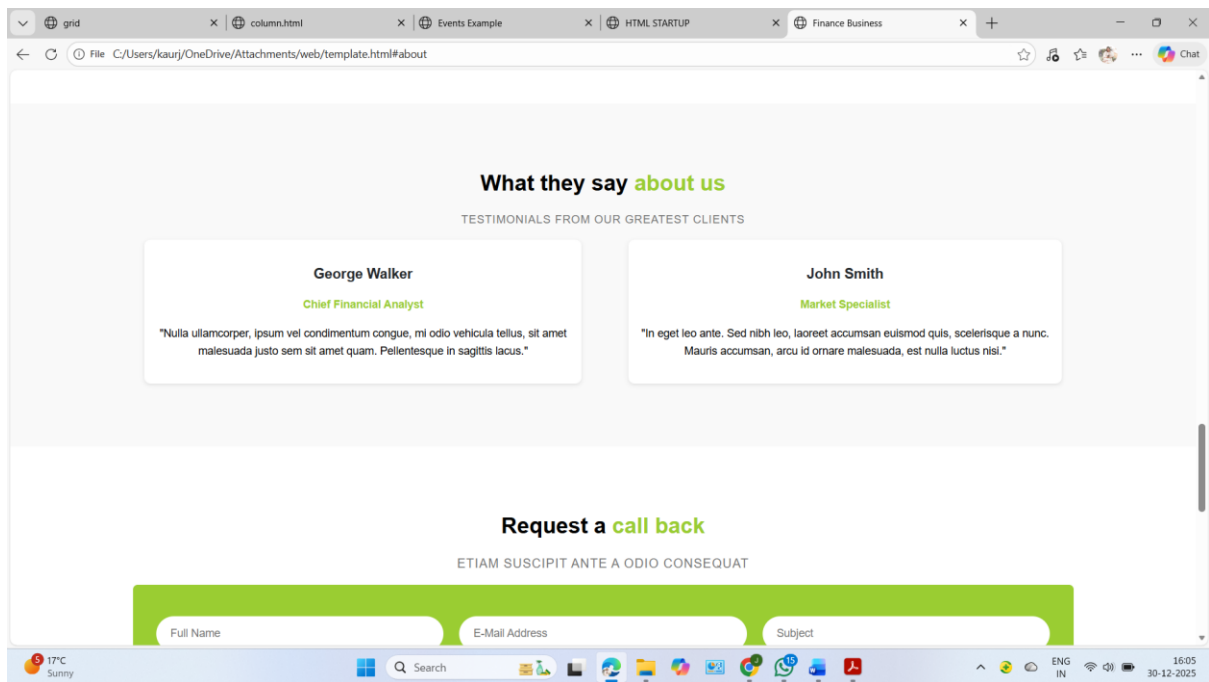 grid
column.html
Events Example
HTML STARTUP
Finance Business
File C:/Users/kaurj/OneDrive/Attachments/web/template.html#about
Chat
What they say about us
TESTIMONIALS FROM OUR GREATEST CLIENTS
George Walker
Chief Financial Analyst
"Nulla ullamcorper, ipsum vel condimentum congue, mi odio vehicula tellus, sit amet
malesuada justo sem sit amet quam. Pellentesque in sagittis lacus."
John Smith
Market Specialist
"In eget leo ante. Sed nibh leo, laoreet accumsan euismod quis, scelerisque a nunc.
Mauris accumsan, arcu id ornare malesuada, est nulla luctus nisi."
Request a call back
ETIAM SUSCIPIT ANTE A ODIO CONSEQUAT
Full Name
E-Mail Address
Subject
5
17°C
Sunny
Search
15
ENG
IN
16:05
30-12-2025